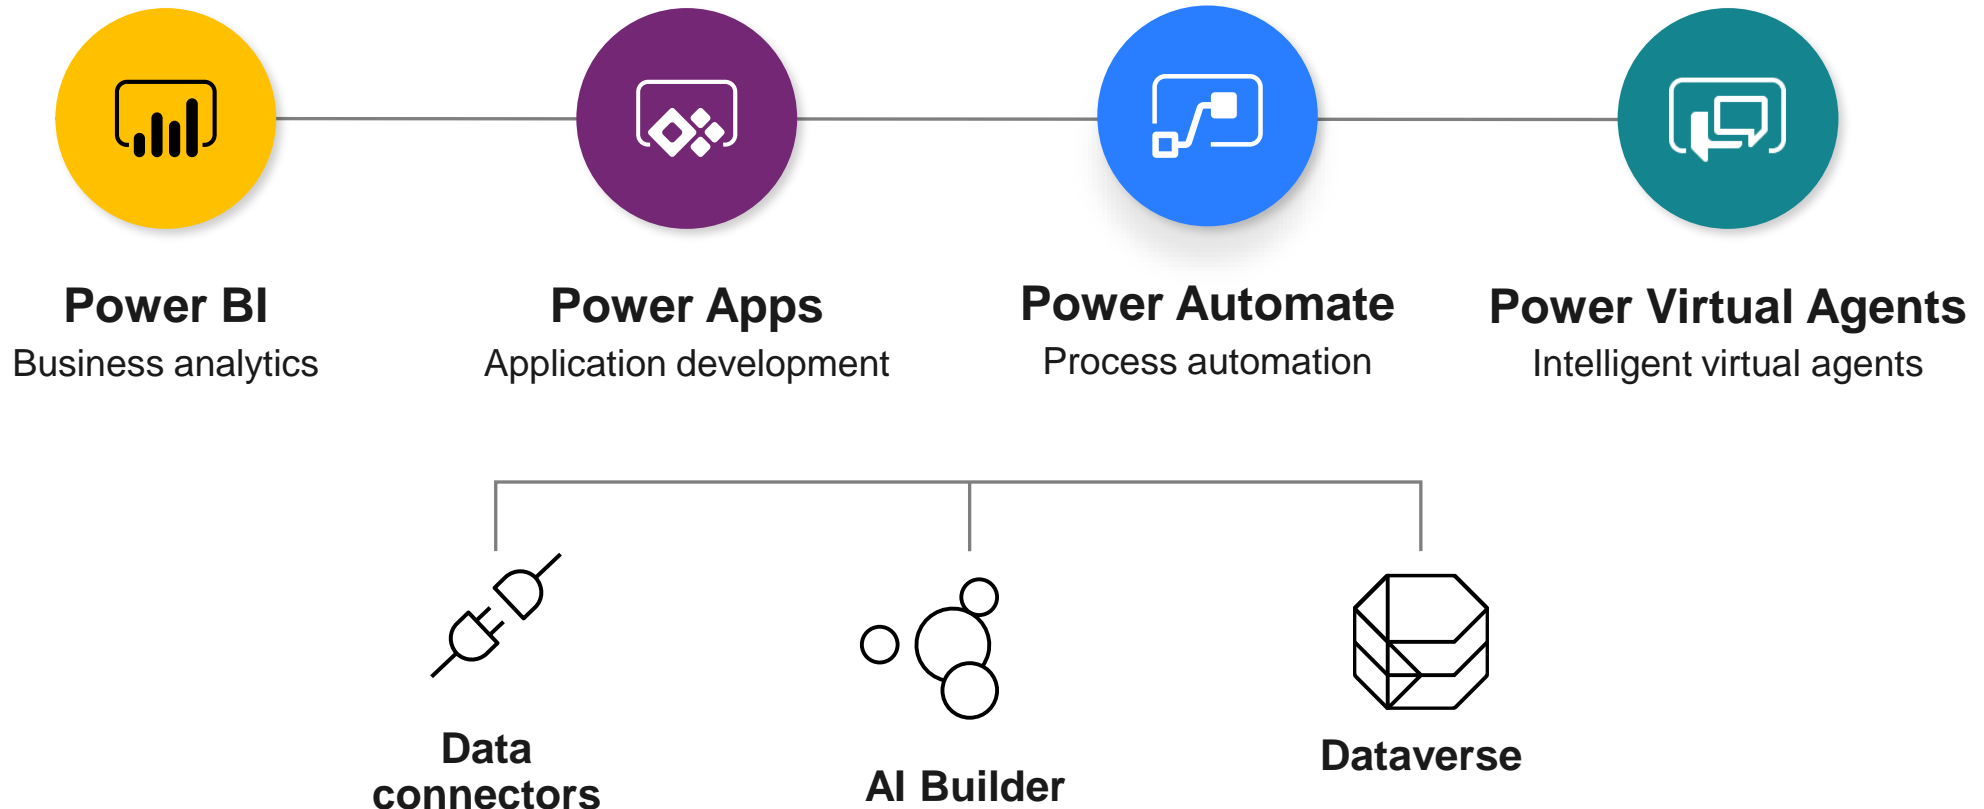 Power BI
Business analytics
Power Apps
Application development
Power Automate
Process automation
Power Virtual Agents
Intelligent virtual agents
Data
connectors
AI Builder
Dataverse